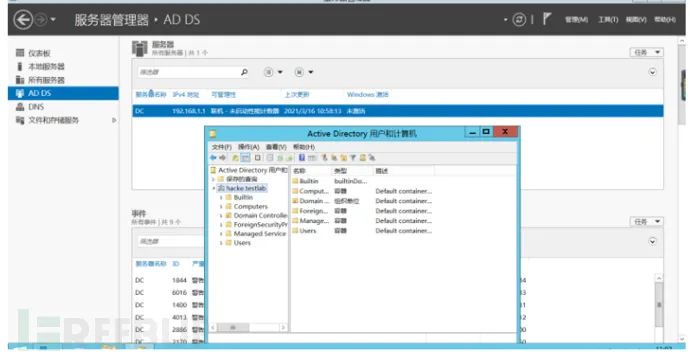 服务器管理器 · AD DS
管理(M) 工具(T) 视图(V) 帮助(H)
仪表板
本地服务器
所有服务器
AD DS
DNS
文件和存储服务
服务器
所有服务器 | 共 1 个
任务
筛选器
服务器名称 IPv4 地址 可管理性 上次更新 Windows 激活
DC 192.168.1.1 联机 - 未启动性能计数器 2021/3/16 10:58:13 未激活
Active Directory 用户和计算机
文件(F) 操作(A) 查看(V) 帮助(H)
Active Directory 用户和
保存的查询
hacke.testlab
Builtin
Computers
Domain Controlle
ForeignSecurityPr
Managed Service
Users
名称 类型 描述
Builtin builtinDo...
Comput... 容器 Default container...
Domain ... 组织单位
Foreign... 容器 Default container...
Manage... 容器 Default container...
Users 容器 Default container...
事件
所有事件 | 共 9 个
任务
筛选器
服务器名称 ID
DC 1844 警告
DC 6016 警告
DC 1400 警告
DC 4013 警告
DC 2886 警告
DC 2170